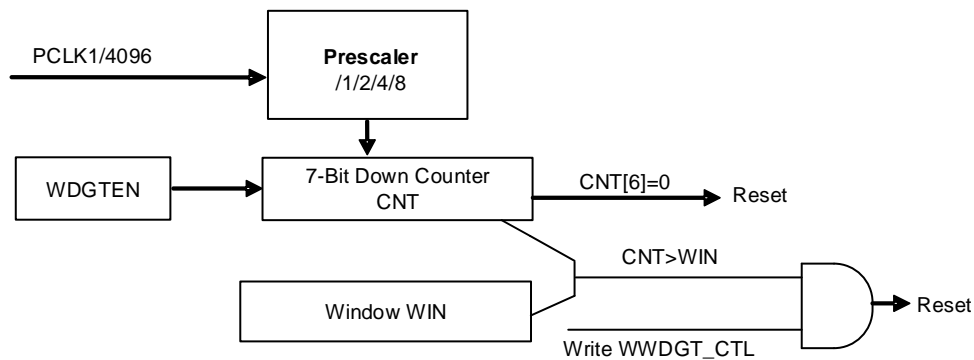 PCLK1/4096
Prescaler
/1/2/4/8
WDGTEN
7-Bit Down Counter
CNT
CNT[6]=0
Reset
CNT>WIN
Window WIN
Reset
Write WWDGT_CTL